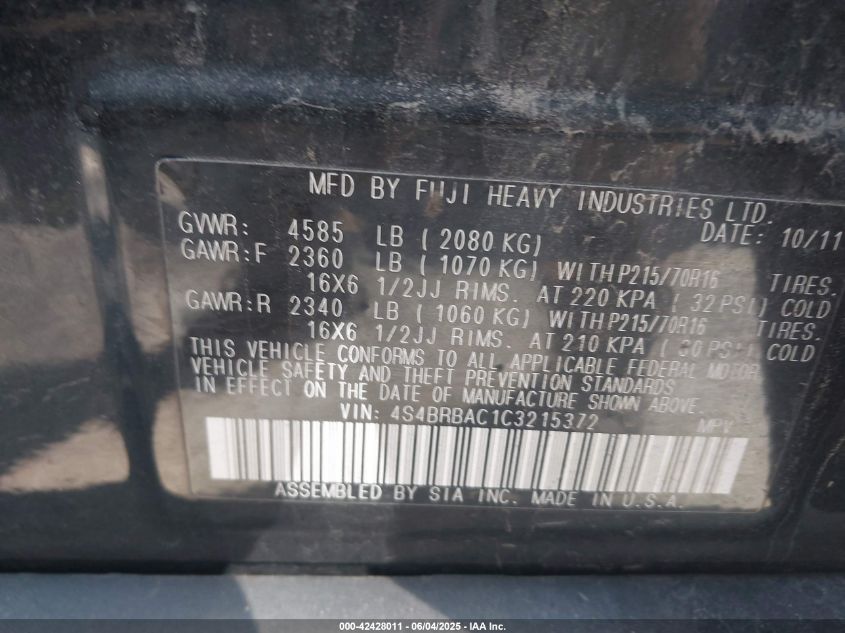 MFD BY FUJI HEAVY INDUSTRIES LTD.
GVWR: 4585 LB (2080 KG) DATE: 10/11
GAWR:F 2360 LB (1070 KG) WITH P215/70R16 TIRES.
16X6 1/2JJ RIMS. AT 220 KPA (32 PSI) COLD
GAWR:R 2340 LB (1060 KG) WITH P215/70R16 TIRES.
16X6 1/2JJ RIMS. AT 210 KPA (30 PSI) COLD
THIS VEHICLE CONFORMS TO ALL APPLICABLE FEDERAL MOTOR
VEHICLE SAFETY AND THEFT PREVENTION STANDARDS
IN EFFECT ON THE DATE OF MANUFACTURE SHOWN ABOVE.
VIN: 4S4BRBAC1C3215372 MPV
ASSEMBLED BY SIA INC. MADE IN U.S.A.
000-42428011 - 06/04/2025 - IAA Inc.